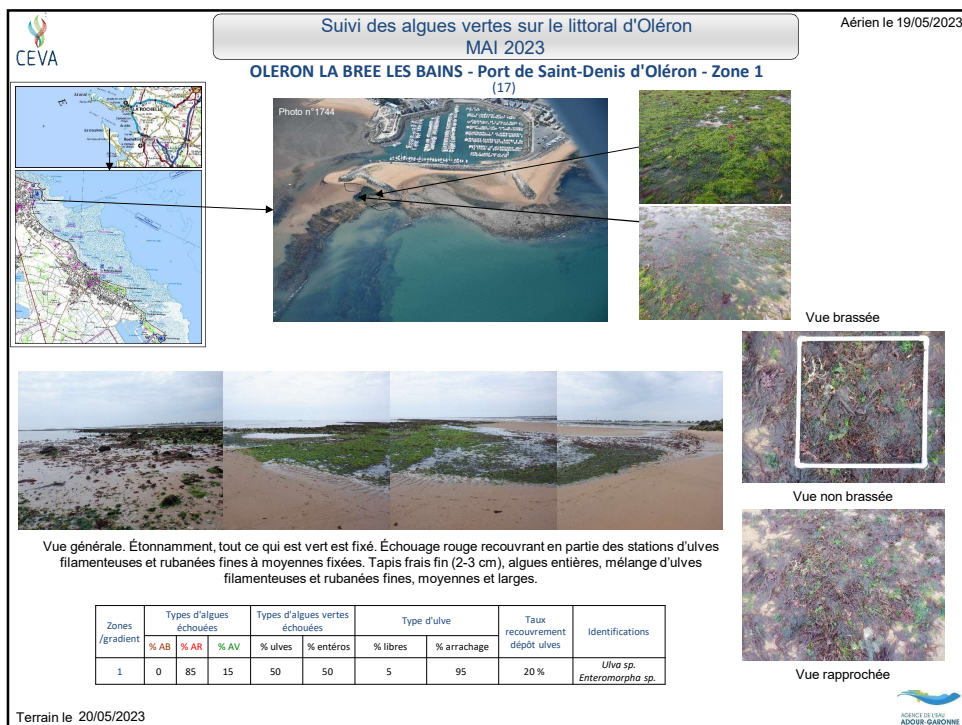 CEVA
Suivi des algues vertes sur le littoral d'Oléron
MAI 2023
Aérien le 19/05/2023
OLERON LA BREE LES BAINS - Port de Saint-Denis d'Oléron - Zone 1
(17)
Photo n°1744
LA ROCHELLE
Vue brassée
Vue non brassée
Vue générale. Étonnamment, tout ce qui est vert est fixé. Échouage rouge recouvrant en partie des stations d'ulves
filamenteuses et rubanées fines à moyennes fixées. Tapis frais fin (2-3 cm), algues entières, mélange d'ulves
filamenteuses et rubanées fines, moyennes et larges.
Zones /gradient Types d'algues échouées Types d'algues vertes échouées Type d'ulve Taux recouvrement dépôt ulves Identifications
% AB % AR % AV % ulves % entéros % libres % arrachage
1 0 85 15 50 50 5 95 20 % Ulva sp.
Enteromorpha sp.
Vue rapprochée
Terrain le 20/05/2023
AGENCE DE L'EAU
ADOUR-GARONNE